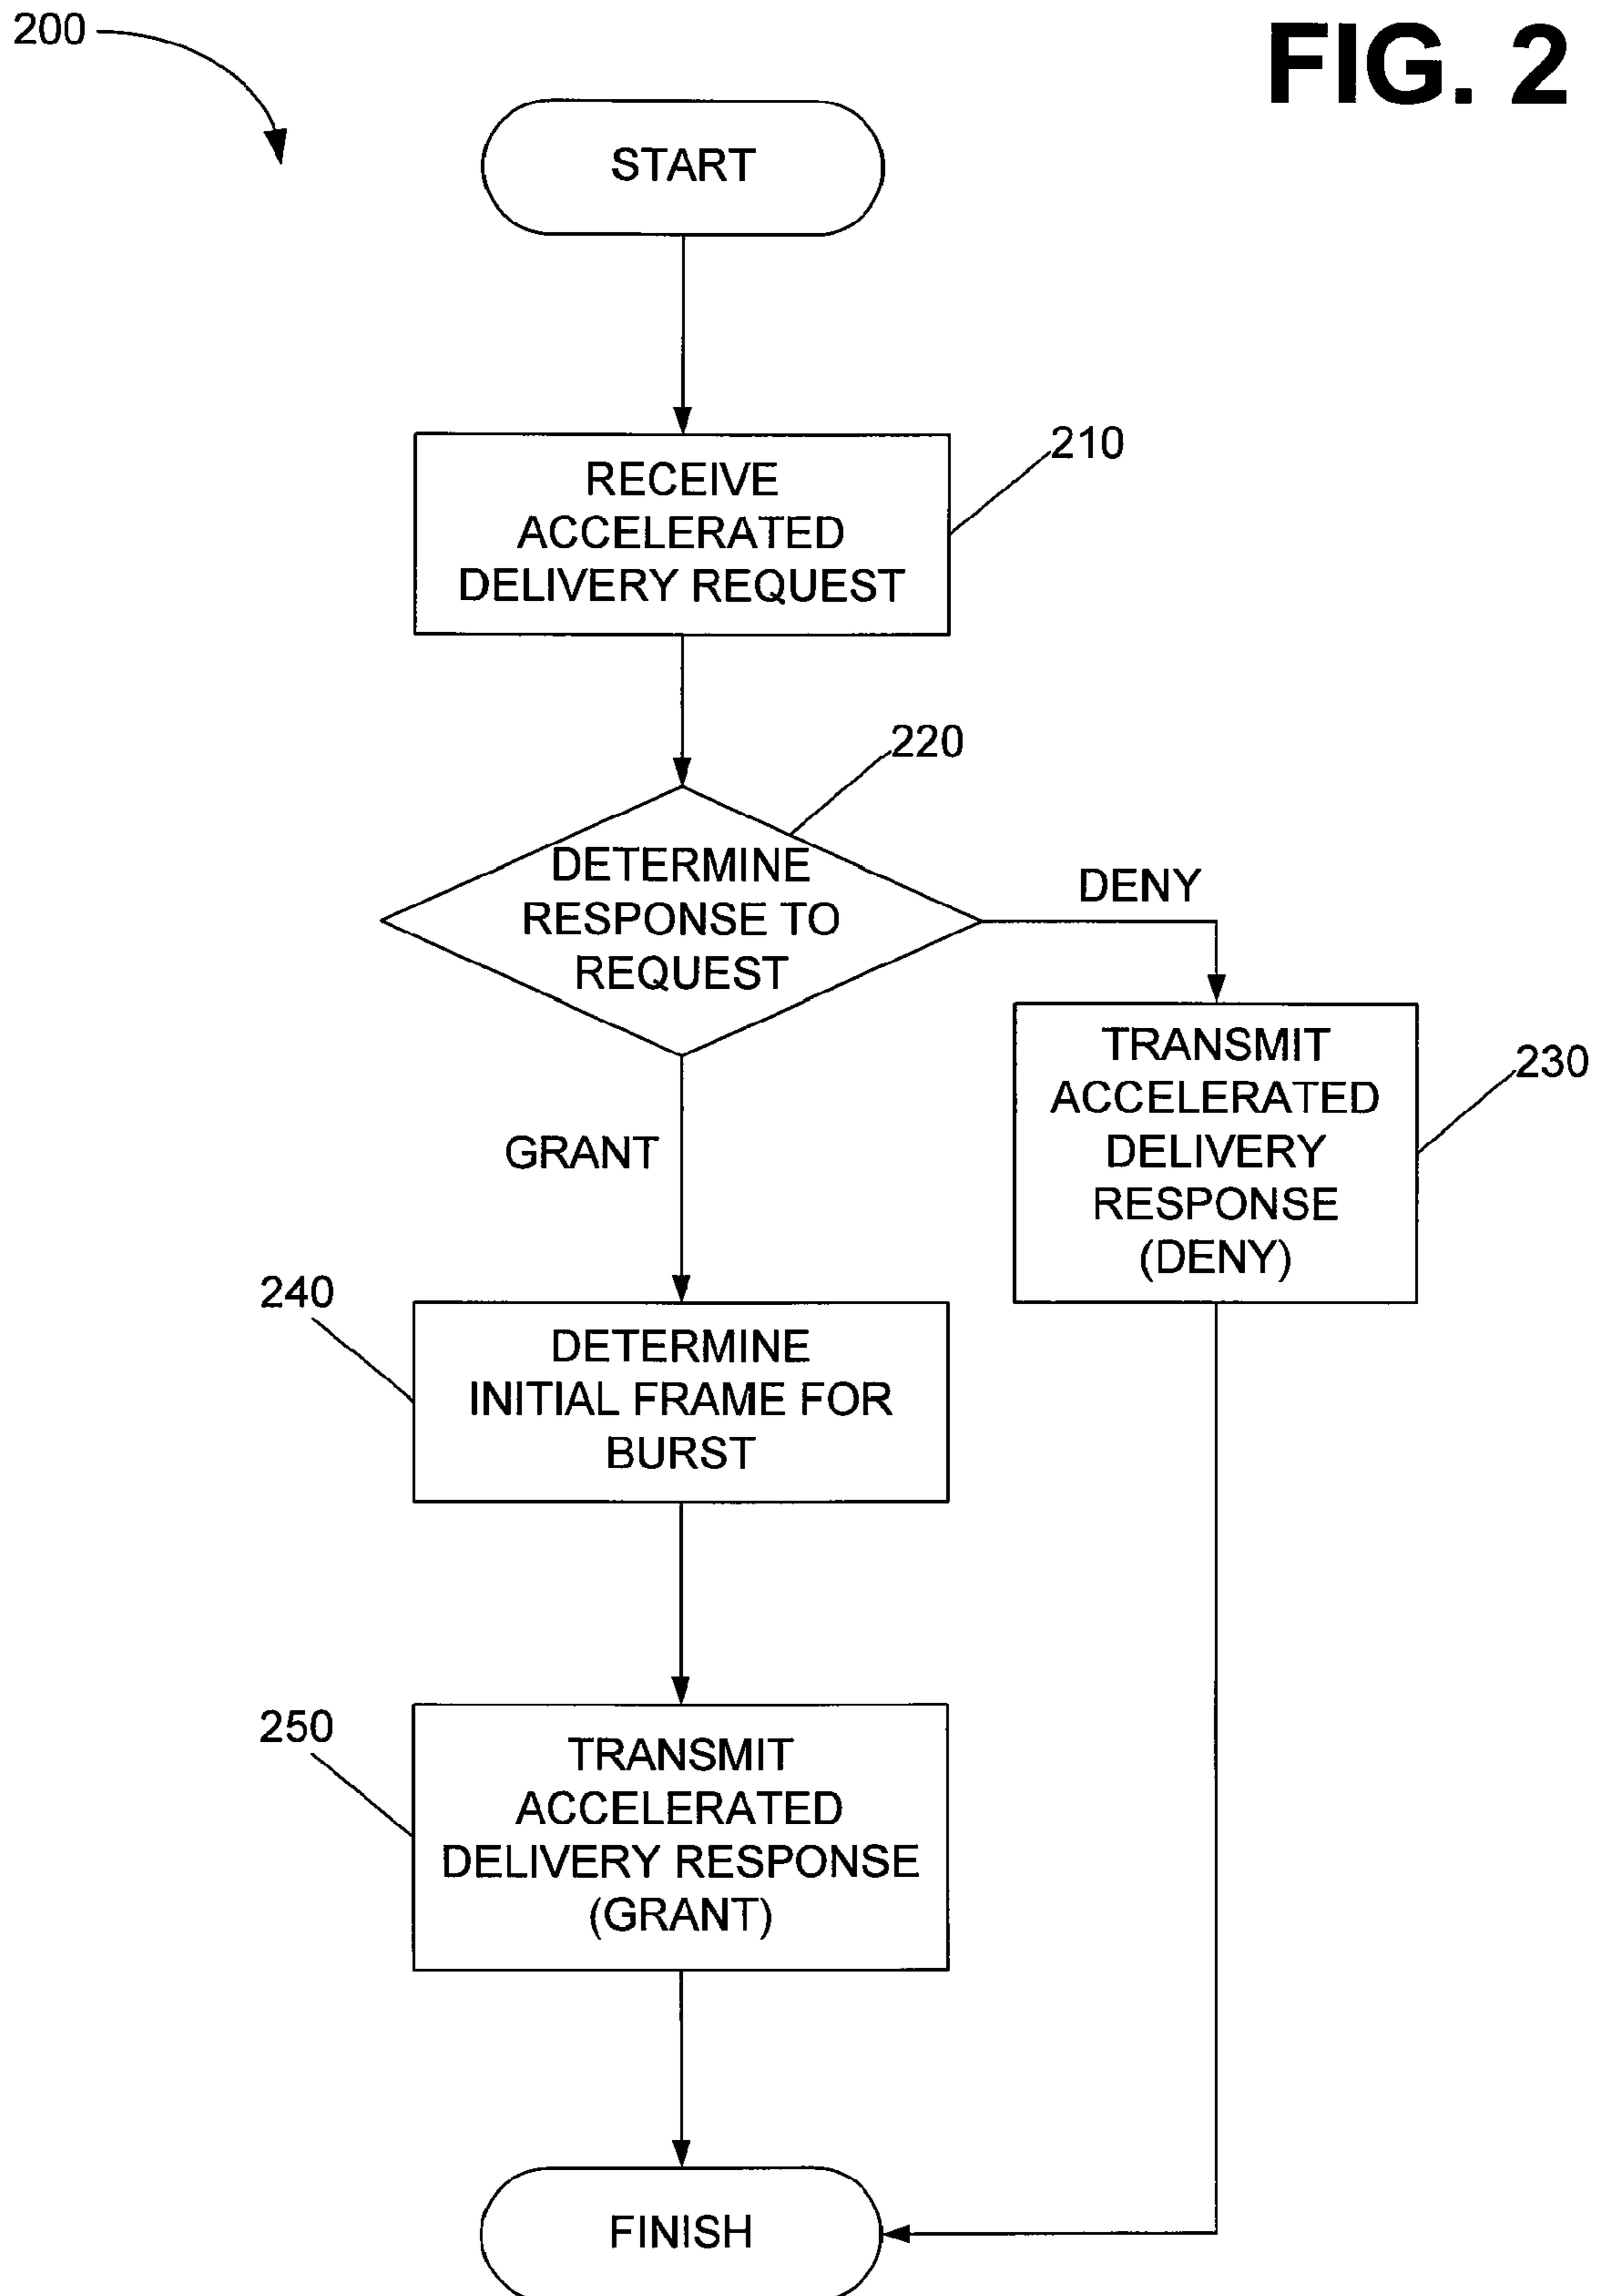 200
FIG. 2
START
RECEIVE
ACCELERATED
DELIVERY REQUEST
210
220
DETERMINE
RESPONSE TO
REQUEST
DENY
TRANSMIT
ACCELERATED
DELIVERY
RESPONSE
(DENY)
230
GRANT
240
DETERMINE
INITIAL FRAME FOR
BURST
250
TRANSMIT
ACCELERATED
DELIVERY RESPONSE
(GRANT)
FINISH